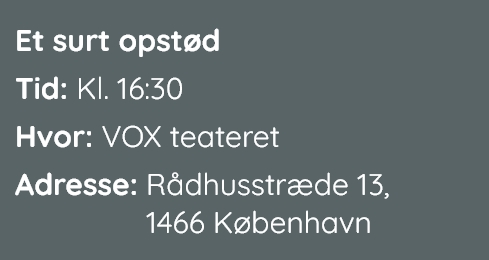 Et surt opstød
Tid: Kl. 16:30
Hvor: VOX teateret
Adresse: Rådhusstræde 13,
1466 København